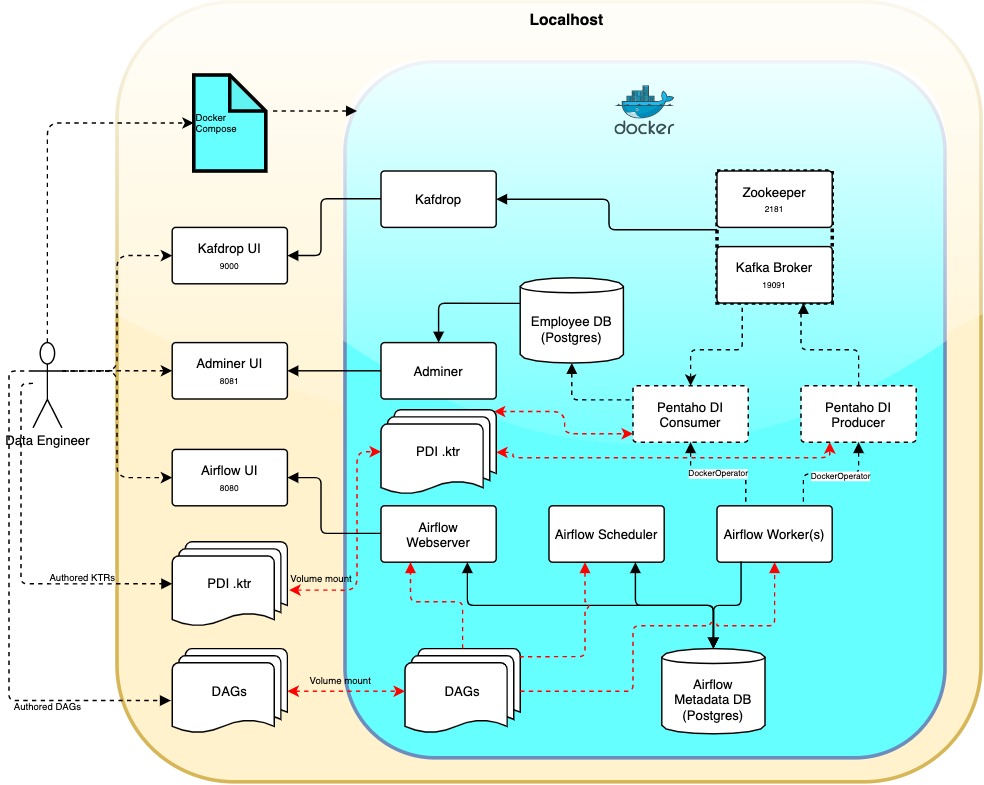 Localhost
docker
Docker
Compose
Kafdrop
Zookeeper
2181
Kafdrop UI
9000
Kafka Broker
19091
Employee DB
(Postgres)
Adminer UI
8081
Adminer
Pentaho DI
Consumer
Pentaho DI
Producer
Data Engineer
PDI .ktr
Airflow UI
8080
DockerOperator
DockerOperator
Airflow
Webserver
Airflow Scheduler
Airflow Worker(s)
Authored KTRs
PDI .ktr
Volume mount
DAGs
Volume mount
DAGs
Airflow
Metadata DB
(Postgres)
Authored DAGs